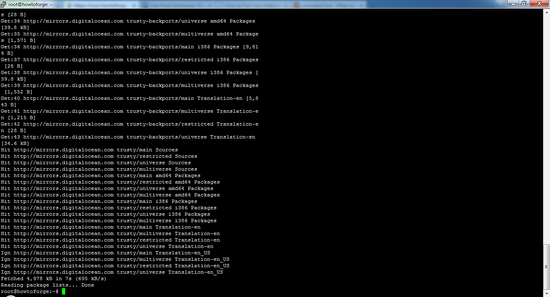 root@howtoforge:~
s [28 B]
Get:34 http://mirrors.digitalocean.com trusty-backports/universe amd64 Packages
[39.8 kB]
Get:35 http://mirrors.digitalocean.com trusty-backports/multiverse amd64 Package
s [1,571 B]
Get:36 http://mirrors.digitalocean.com trusty-backports/main i386 Packages [9,81
4 B]
Get:37 http://mirrors.digitalocean.com trusty-backports/restricted i386 Packages
[28 B]
Get:38 http://mirrors.digitalocean.com trusty-backports/universe i386 Packages [
39.8 kB]
Get:39 http://mirrors.digitalocean.com trusty-backports/multiverse i386 Packages
[1,552 B]
Get:40 http://mirrors.digitalocean.com trusty-backports/main Translation-en [5,8
43 B]
Get:41 http://mirrors.digitalocean.com trusty-backports/multiverse Translation-e
n [1,215 B]
Get:42 http://mirrors.digitalocean.com trusty-backports/restricted Translation-e
n [28 B]
Get:43 http://mirrors.digitalocean.com trusty-backports/universe Translation-en
[34.6 kB]
Hit http://mirrors.digitalocean.com trusty/main Sources
Hit http://mirrors.digitalocean.com trusty/restricted Sources
Hit http://mirrors.digitalocean.com trusty/universe Sources
Hit http://mirrors.digitalocean.com trusty/multiverse Sources
Hit http://mirrors.digitalocean.com trusty/main amd64 Packages
Hit http://mirrors.digitalocean.com trusty/restricted amd64 Packages
Hit http://mirrors.digitalocean.com trusty/universe amd64 Packages
Hit http://mirrors.digitalocean.com trusty/multiverse amd64 Packages
Hit http://mirrors.digitalocean.com trusty/main i386 Packages
Hit http://mirrors.digitalocean.com trusty/restricted i386 Packages
Hit http://mirrors.digitalocean.com trusty/universe i386 Packages
Hit http://mirrors.digitalocean.com trusty/multiverse i386 Packages
Hit http://mirrors.digitalocean.com trusty/main Translation-en
Hit http://mirrors.digitalocean.com trusty/multiverse Translation-en
Hit http://mirrors.digitalocean.com trusty/restricted Translation-en
Hit http://mirrors.digitalocean.com trusty/universe Translation-en
Ign http://mirrors.digitalocean.com trusty/main Translation-en_US
Ign http://mirrors.digitalocean.com trusty/multiverse Translation-en_US
Ign http://mirrors.digitalocean.com trusty/restricted Translation-en_US
Ign http://mirrors.digitalocean.com trusty/universe Translation-en_US
Fetched 4,978 kB in 7s (695 kB/s)
Reading package lists... Done
root@howtoforge:~#